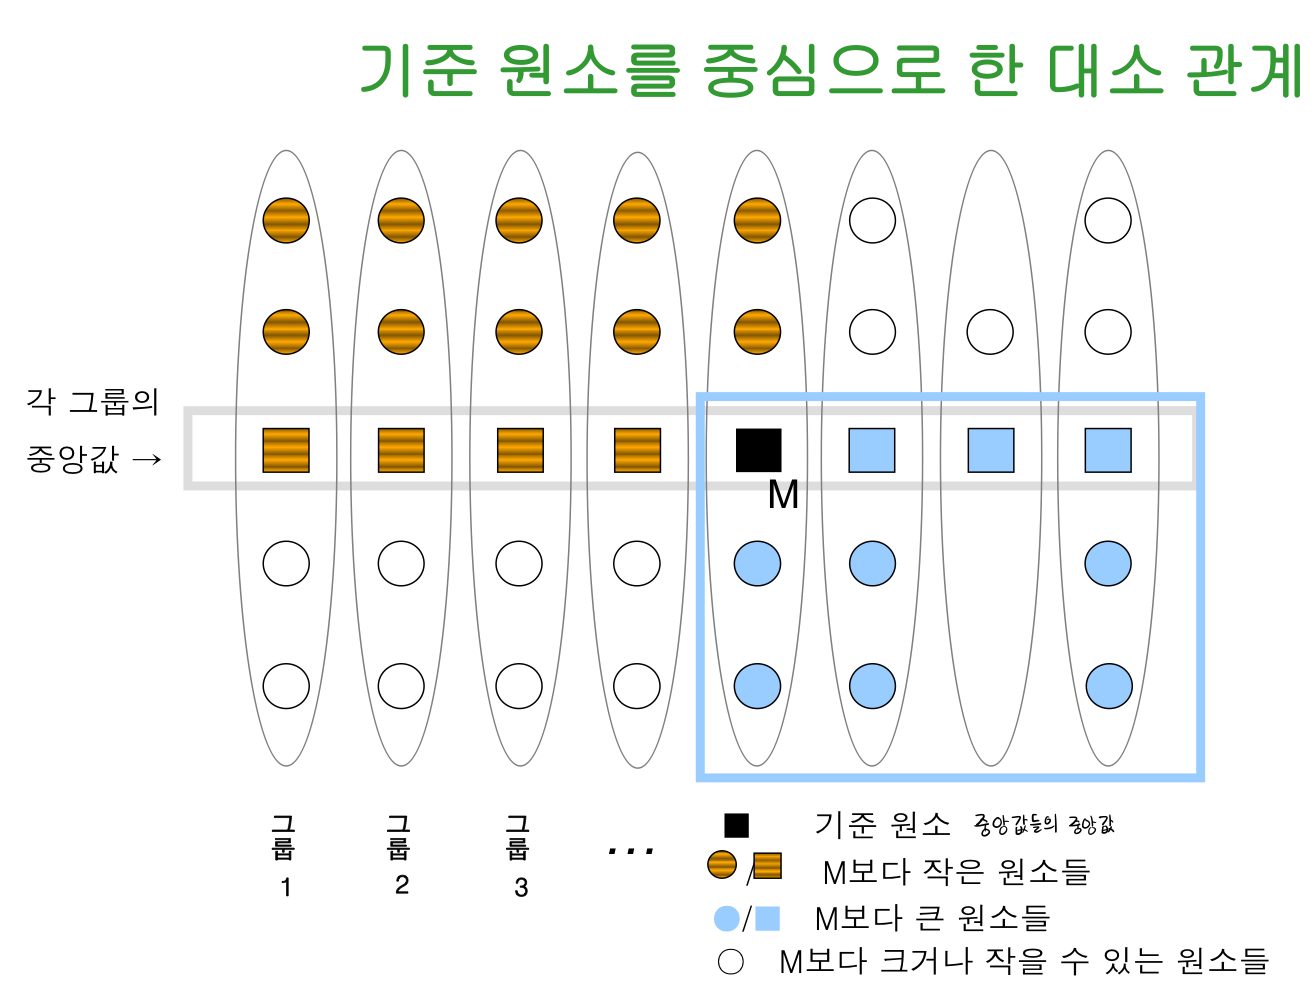 기준 원소를 중심으로 한 대소 관계
각 그룹의
중앙값 →
M
그룹 1
그룹 2
그룹 3
...
기준 원소 중앙값들의 중앙값
/ M보다 작은 원소들
/ M보다 큰 원소들
M보다 크거나 작을 수 있는 원소들